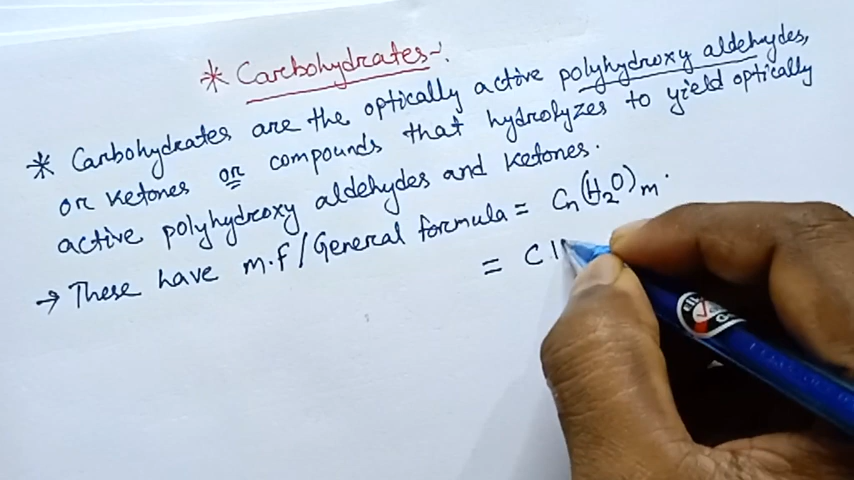 * Carbohydrates~:
* Carbohydrates are the optically active polyhydroxy aldehydes,
or ketones or compounds that hydrolyzes to yield optically
active polyhydroxy aldehydes and ketones.
→ These have M.F/General formula = Cn(H2O)m.
= C